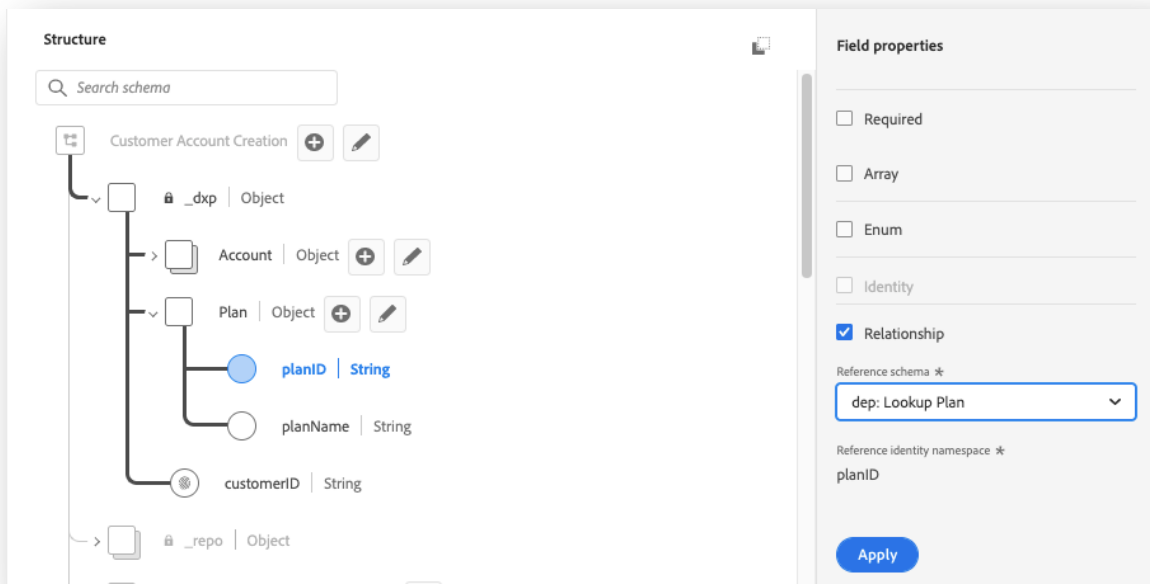 Structure
Search schema
Customer Account Creation
_dxp | Object
Account | Object
Plan | Object
planID | String
planName | String
customerID | String
_repo | Object
Field properties
Required
Array
Enum
Identity
Relationship
Reference schema *
dep: Lookup Plan
Reference identity namespace *
planID
Apply